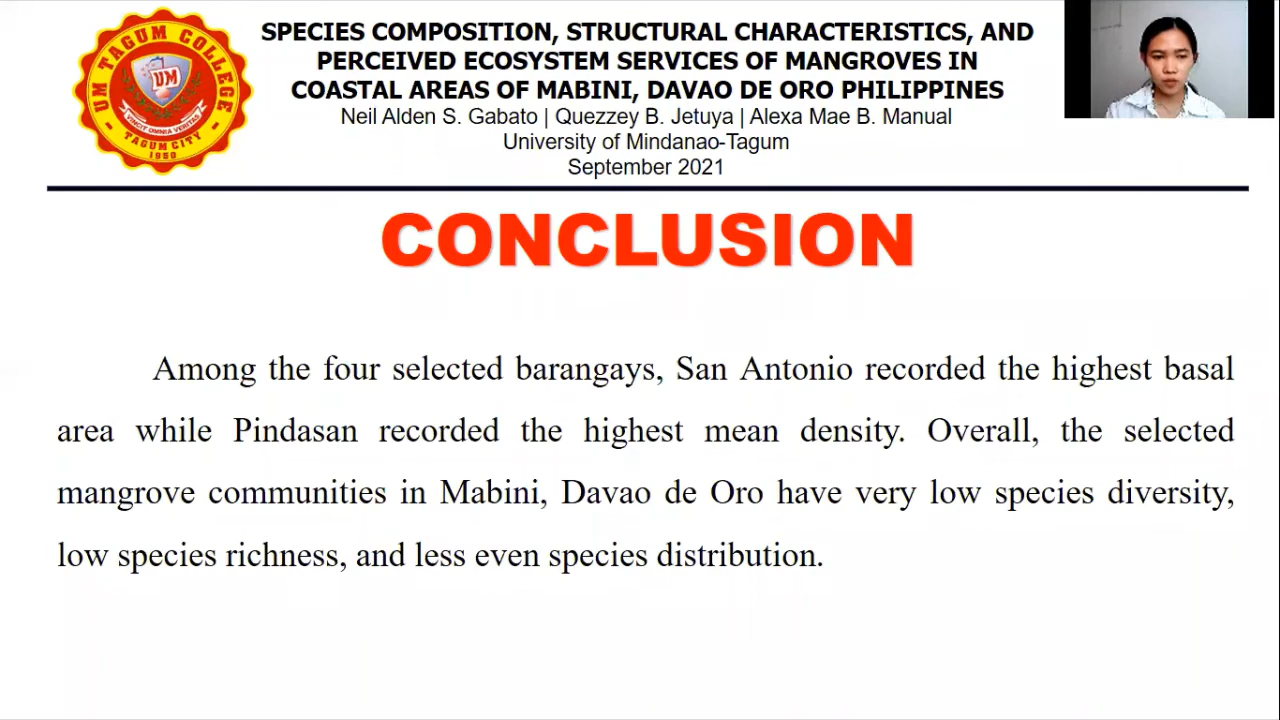 UM TAGUM COLLEGE
UM
VINCIT OMNIA VERITAS
TAGUM CITY
1950
SPECIES COMPOSITION, STRUCTURAL CHARACTERISTICS, AND
PERCEIVED ECOSYSTEM SERVICES OF MANGROVES IN
COASTAL AREAS OF MABINI, DAVAO DE ORO PHILIPPINES
Neil Alden S. Gabato | Quezzey B. Jetuya | Alexa Mae B. Manual
University of Mindanao-Tagum
September 2021
CONCLUSION
Among the four selected barangays, San Antonio recorded the highest basal
area while Pindasan recorded the highest mean density. Overall, the selected
mangrove communities in Mabini, Davao de Oro have very low species diversity,
low species richness, and less even species distribution.